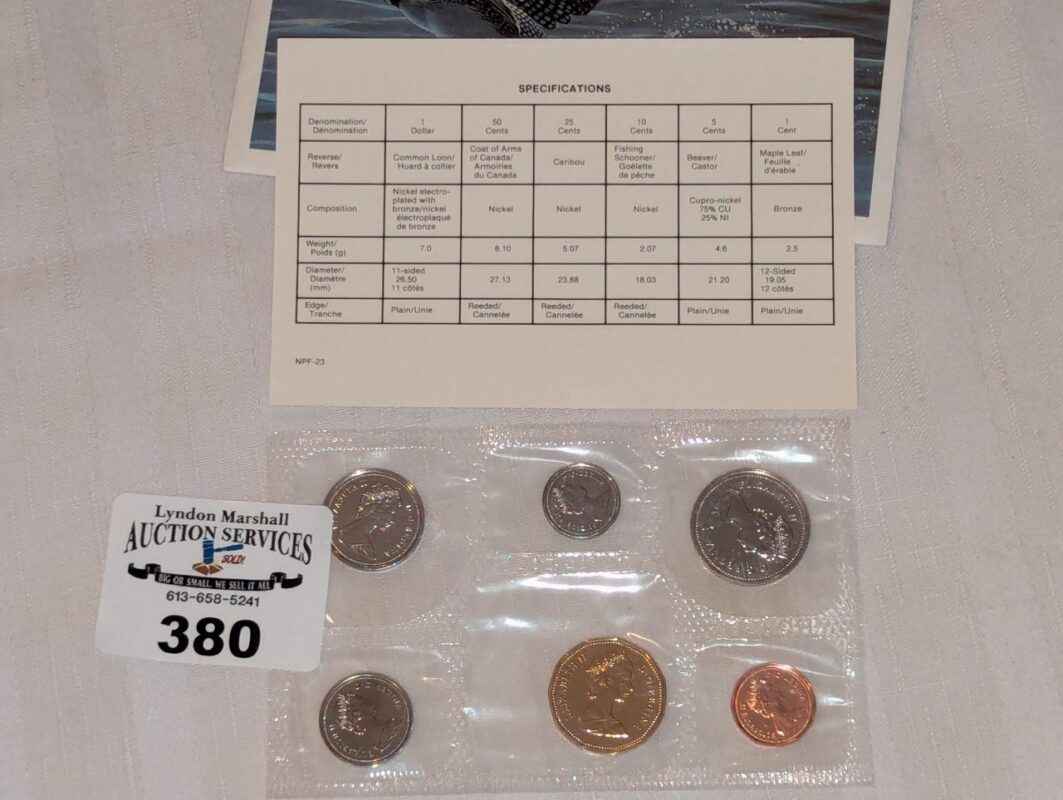 SPECIFICATIONS
Denomination/ Dénomination
1 Dollar
50 Cents
25 Cents
10 Cents
5 Cents
1 Cent
Reverse/ Revers
Common Loon/ Huard à collier
Coat of Arms of Canada/ Armoiries du Canada
Caribou
Fishing Schooner/ Goélette de pêche
Beaver/ Castor
Maple Leaf/ Feuille d'érable
Composition
Nickel electro-plated with bronze/nickel électroplaqué de bronze
Nickel
Nickel
Nickel
Cupro-nickel 75% CU 25% NI
Bronze
Weight/ Poids (g)
7.0
8.10
5.07
2.07
4.6
2.5
Diameter/ Diamètre (mm)
11-sided 26.50 11 côtés
27.13
23.88
18.03
21.20
12-Sided 19.05 12 côtés
Edge/ Tranche
Plain/Unie
Reeded/ Cannelée
Reeded/ Cannelée
Reeded/ Cannelée
Plain/Unie
Plain/Unie
NPF-23
Lyndon Marshall
AUCTION SERVICES
SOLD!
BIG OR SMALL, WE SELL IT ALL
613-658-5241
380
ELIZABETH II